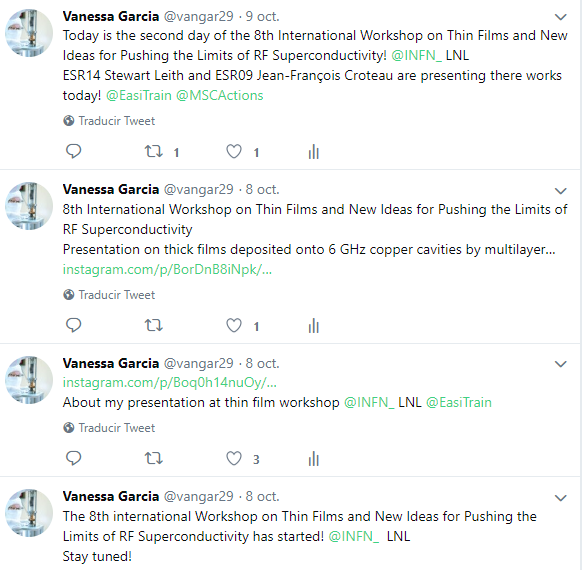 Vanessa Garcia @vangar29 · 9 oct.
Today is the second day of the 8th International Workshop on Thin Films and New
Ideas for Pushing the Limits of RF Superconductivity! @INFN_ LNL
ESR14 Stewart Leith and ESR09 Jean-François Croteau are presenting there works
today! @EasiTrain @MSCActions
Traducir Tweet
1 1
Vanessa Garcia @vangar29 · 8 oct.
8th International Workshop on Thin Films and New Ideas for Pushing the Limits of
RF Superconductivity
Presentation on thick films deposited onto 6 GHz copper cavities by multilayer...
instagram.com/p/BorDnB8iNpk/...
Traducir Tweet
1
Vanessa Garcia @vangar29 · 8 oct.
instagram.com/p/Boq0h14nuOy/...
About my presentation at thin film workshop @INFN_ LNL @EasiTrain
Traducir Tweet
3
Vanessa Garcia @vangar29 · 8 oct.
The 8th international Workshop on Thin Films and New Ideas for Pushing the
Limits of RF Superconductivity has started! @INFN_ LNL
Stay tuned!